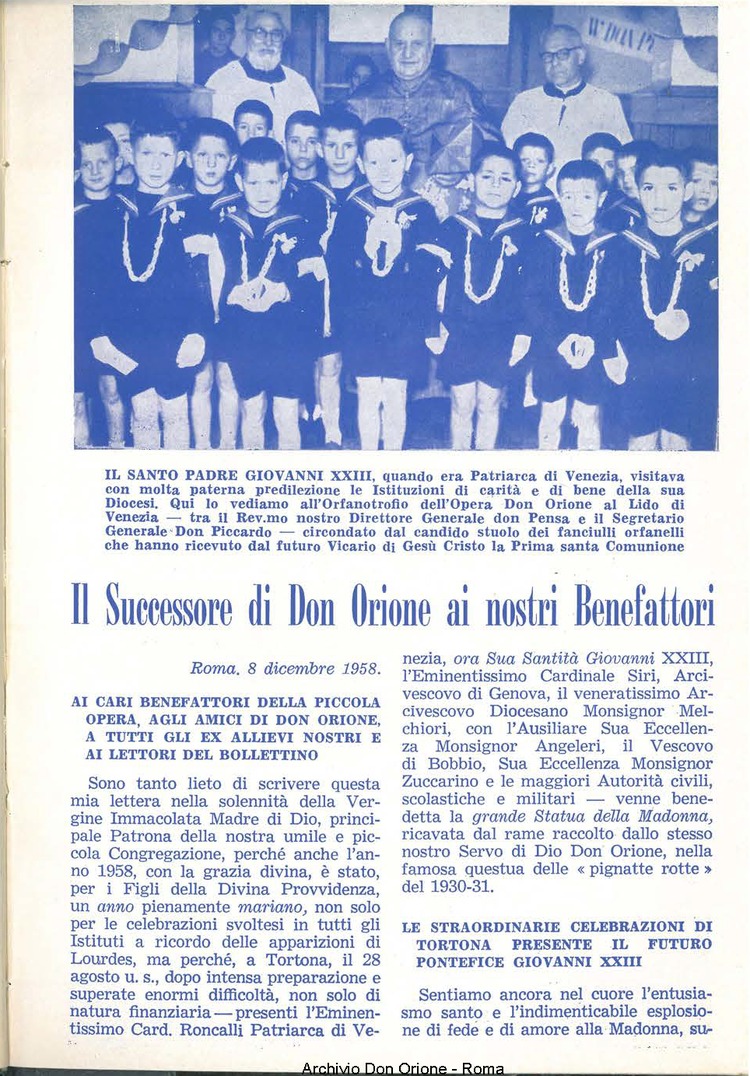 W DON PI
IL SANTO PADRE GIOVANNI XXIII, quando era Patriarca di Venezia, visitava
con molta paterna predilezione le Istituzioni di carità e di bene della sua
Diocesi. Qui lo vediamo all'Orfanotrofio dell'Opera Don Orione al Lido di
Venezia — tra il Rev.mo nostro Direttore Generale don Pensa e il Segretario
Generale Don Piccardo — circondato dal candido stuolo dei fanciulli orfanelli
che hanno ricevuto dal futuro Vicario di Gesù Cristo la Prima santa Comunione
Il Successore di Don Orione ai nostri Benefattori
Roma. 8 dicembre 1958.
AI CARI BENEFATTORI DELLA PICCOLA
OPERA, AGLI AMICI DI DON ORIONE,
A TUTTI GLI EX ALLIEVI NOSTRI E
AI LETTORI DEL BOLLETTINO
Sono tanto lieto di scrivere questa
mia lettera nella solennità della Ver-
gine Immacolata Madre di Dio, princi-
pale Patrona della nostra umile e pic-
cola Congregazione, perché anche l'an-
no 1958, con la grazia divina, è stato,
per i Figli della Divina Provvidenza,
un anno pienamente mariano, non solo
per le celebrazioni svoltesi in tutti gli
Istituti a ricordo delle apparizioni di
Lourdes, ma perché, a Tortona, il 28
agosto u. s., dopo intensa preparazione e
superate enormi difficoltà, non solo di
natura finanziaria — presenti l'Eminen-
tissimo Card. Roncalli Patriarca di Ve-
nezia, ora Sua Santità Giovanni XXIII,
l'Eminentissimo Cardinale Siri, Arci-
vescovo di Genova, il veneratissimo Ar-
civescovo Diocesano Monsignor Mel-
chiori, con l'Ausiliare Sua Eccellen-
za Monsignor Angeleri, il Vescovo
di Bobbio, Sua Eccellenza Monsignor
Zuccarino e le maggiori Autorità civili,
scolastiche e militari — venne bene-
detta la grande Statua della Madonna,
ricavata dal rame raccolto dallo stesso
nostro Servo di Dio Don Orione, nella
famosa questua delle « pignatte rotte »
del 1930-31.
LE STRAORDINARIE CELEBRAZIONI DI
TORTONA PRESENTE IL FUTURO
PONTEFICE GIOVANNI XXIII
Sentiamo ancora nel cuore l'entusia-
smo santo e l'indimenticabile esplosio-
ne di fede e di amore alla Madonna, su-
Archivio Don Orione - Roma